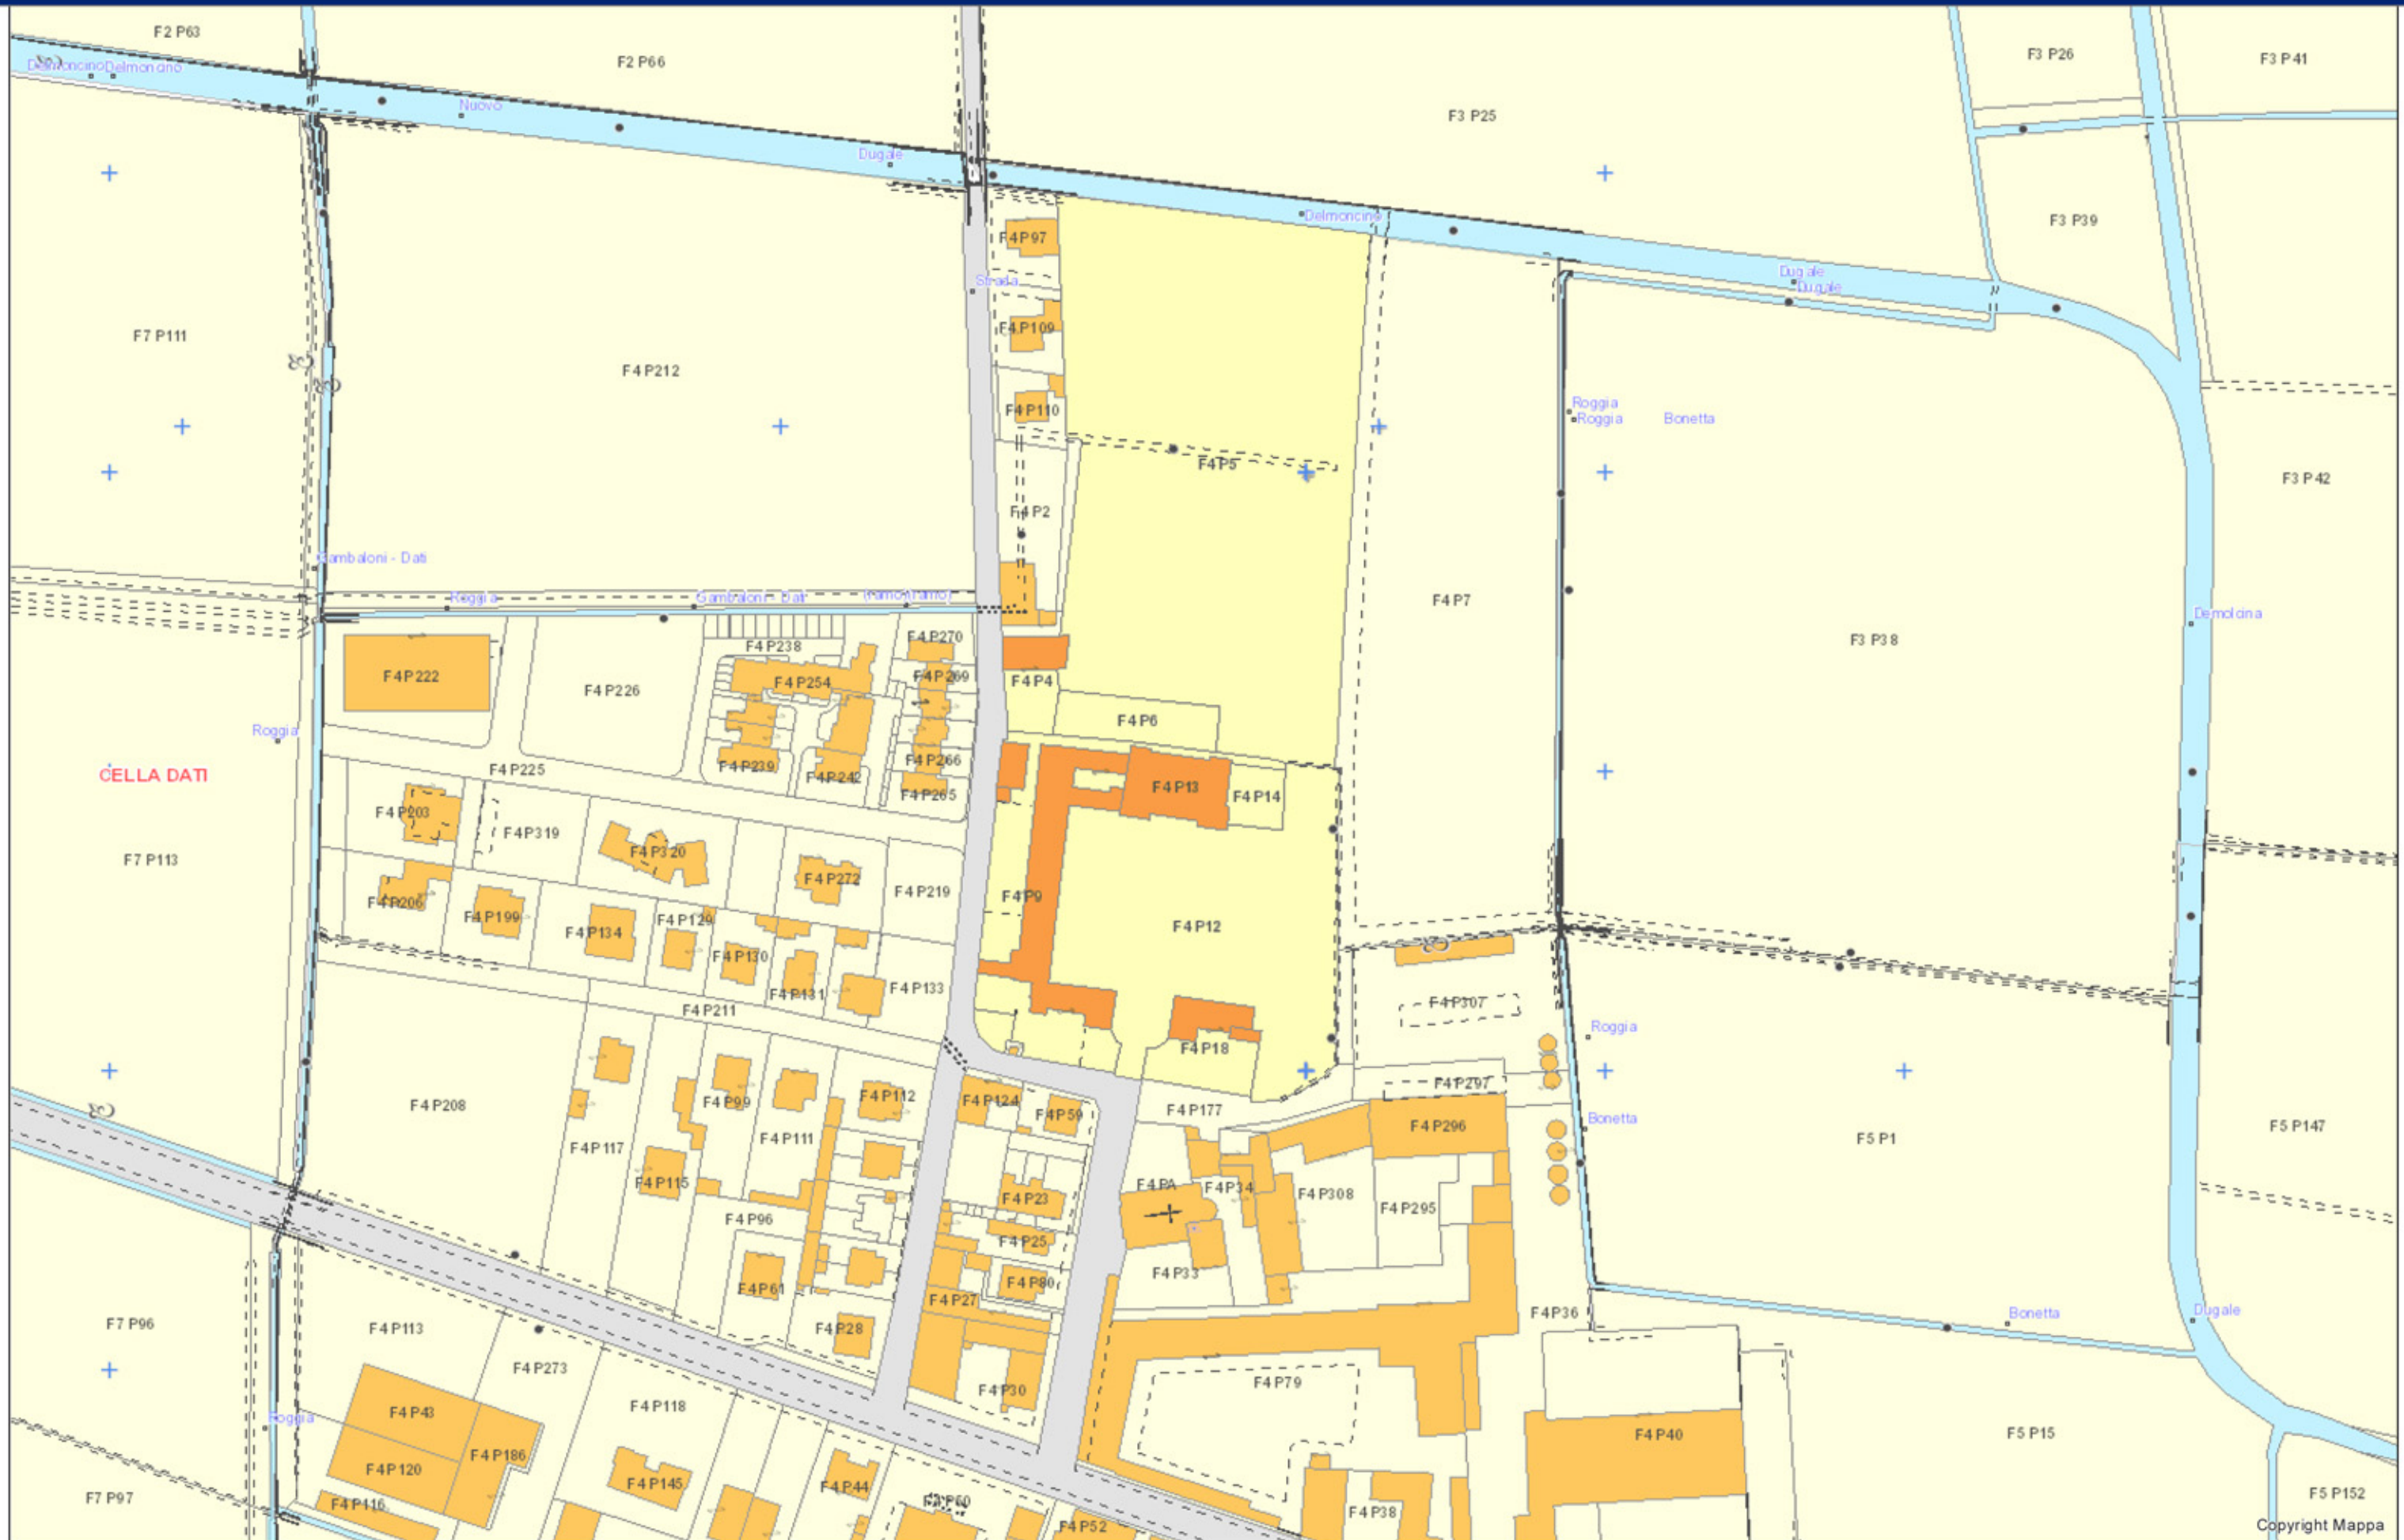 F2 P63
F2 P66
F3 P26
F3 P41
Delmoncino
Nuovo
F3 P25
Dugale
Delmoncino
F3 P39
F4 P97
Strada
Dugale
Dugale
F7 P111
F4 P109
F4 P212
F4 P110
Roggia
Roggia Bonetta
F4 P5
F3 P42
F4 P2
Gambaloni - Dati
Roggia
Gambaloni - Dati
F4 P7
Demolcina
F3 P38
F4 P238
F4 P270
F4 P222
F4 P226
F4 P254
F4 P269
F4 P4
F4 P6
Roggia
F4 P239
F4 P242
F4 P266
F4 P265
CELLA DATI
F4 P225
F4 P13
F4 P14
F4 P203
F4 P319
F4 P320
F7 P113
F4 P272
F4 P219
F4 P9
F4 P206
F4 P199
F4 P134
F4 P129
F4 P12
F4 P130
F4 P131
F4 P133
F4 P211
F4 P307
Roggia
F4 P18
F4 P297
F4 P208
F4 P99
F4 P112
F4 P124
F4 P59
F4 P177
Bonetta
F4 P117
F4 P111
F4 P296
F5 P1
F5 P147
F4 P115
F4 PA
F4 P34
F4 P308
F4 P23
F4 P295
F4 P96
F4 P25
F4 P33
F4 P61
F4 P80
F4 P27
F4 P36
Bonetta
Dugale
F7 P96
F4 P113
F4 P28
F4 P273
F4 P30
F4 P79
F4 P118
F4 P43
Roggia
F4 P40
F5 P15
F4 P186
F4 P120
F4 P145
F4 P44
F7 P97
F4 P116
F4 P38
F4 P52
F5 P152
Copyright Mappa